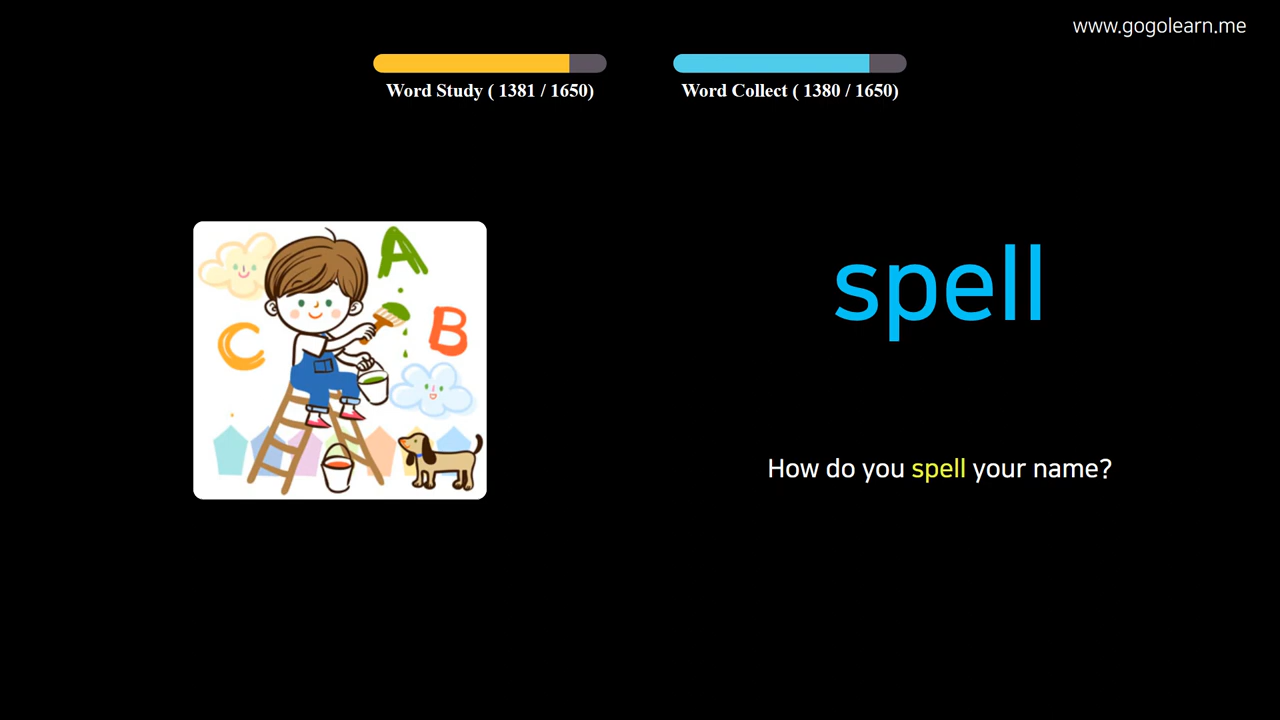 www.gogolearn.me
Word Study ( 1381 / 1650)
Word Collect ( 1380 / 1650)
A
B
C
spell
How do you spell your name?